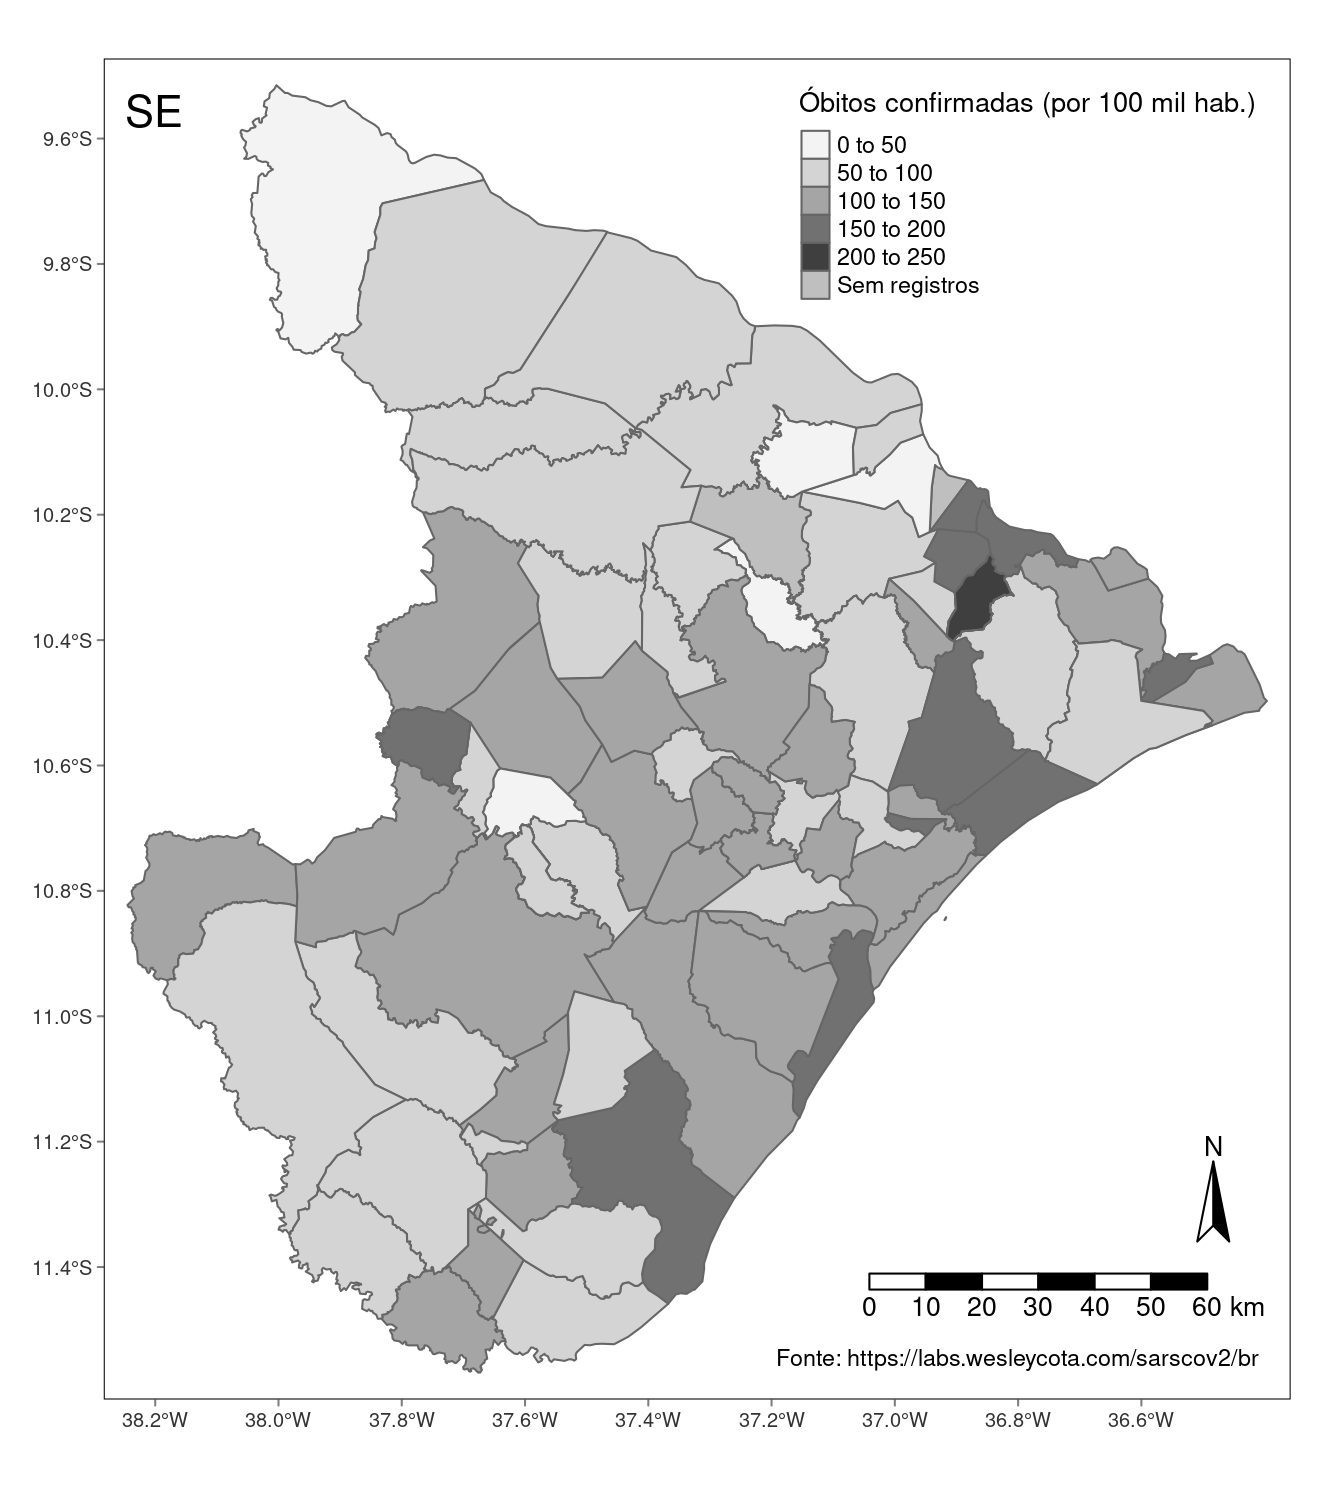 SE
Óbitos confirmadas (por 100 mil hab.)
0 to 50
50 to 100
100 to 150
150 to 200
200 to 250
Sem registros
9.6°S
9.8°S
10.0°S
10.2°S
10.4°S
10.6°S
10.8°S
11.0°S
11.2°S
11.4°S
N
0 10 20 30 40 50 60 km
Fonte: https://labs.wesleycota.com/sarscov2/br
38.2°W 38.0°W 37.8°W 37.6°W 37.4°W 37.2°W 37.0°W 36.8°W 36.6°W